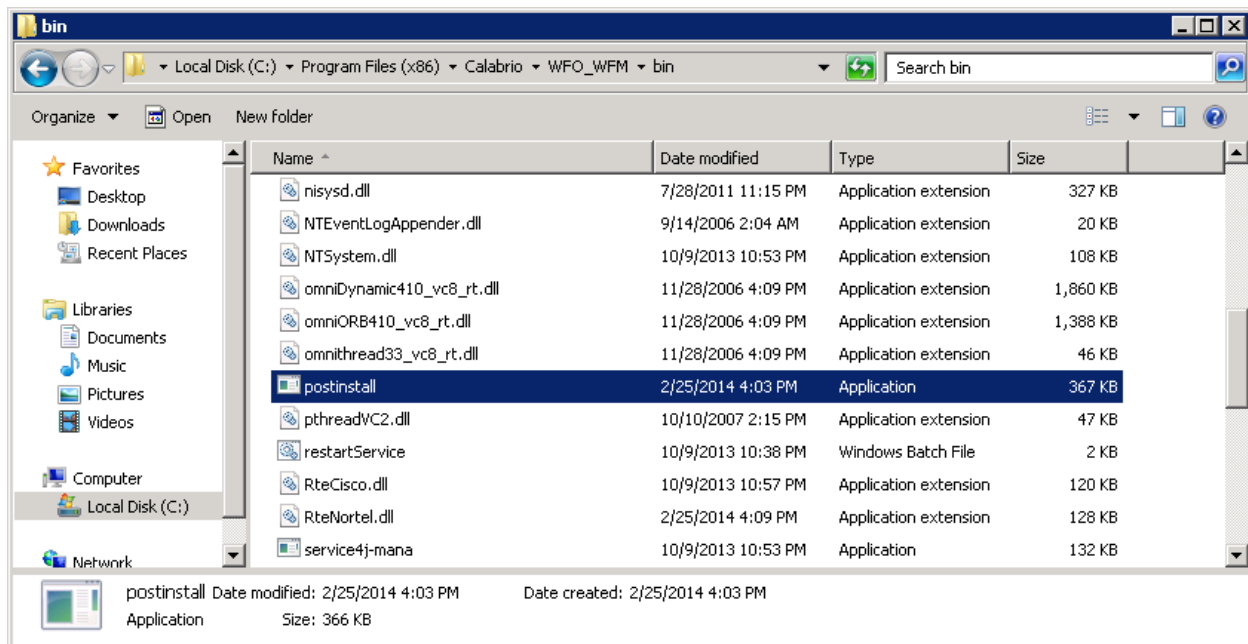 bin
Local Disk (C:) Program Files (x86) Calabrio WFO_WFM bin Search bin
Organize Open New folder
Favorites
Desktop
Downloads
Recent Places
Libraries
Documents
Music
Pictures
Videos
Computer
Local Disk (C:)
Network
Name Date modified Type Size
nisysd.dll 7/28/2011 11:15 PM Application extension 327 KB
NTEventLogAppender.dll 9/14/2006 2:04 AM Application extension 20 KB
NTSystem.dll 10/9/2013 10:53 PM Application extension 108 KB
omniDynamic410_vc8_rt.dll 11/28/2006 4:09 PM Application extension 1,860 KB
omniORB410_vc8_rt.dll 11/28/2006 4:09 PM Application extension 1,388 KB
omnithread33_vc8_rt.dll 11/28/2006 4:09 PM Application extension 46 KB
postinstall 2/25/2014 4:03 PM Application 367 KB
pthreadVC2.dll 10/10/2007 2:15 PM Application extension 47 KB
restartService 10/9/2013 10:38 PM Windows Batch File 2 KB
RteCisco.dll 10/9/2013 10:57 PM Application extension 120 KB
RteNortel.dll 2/25/2014 4:09 PM Application extension 128 KB
service4j-mana 10/9/2013 10:53 PM Application 132 KB
postinstall Date modified: 2/25/2014 4:03 PM Date created: 2/25/2014 4:03 PM
Application Size: 366 KB